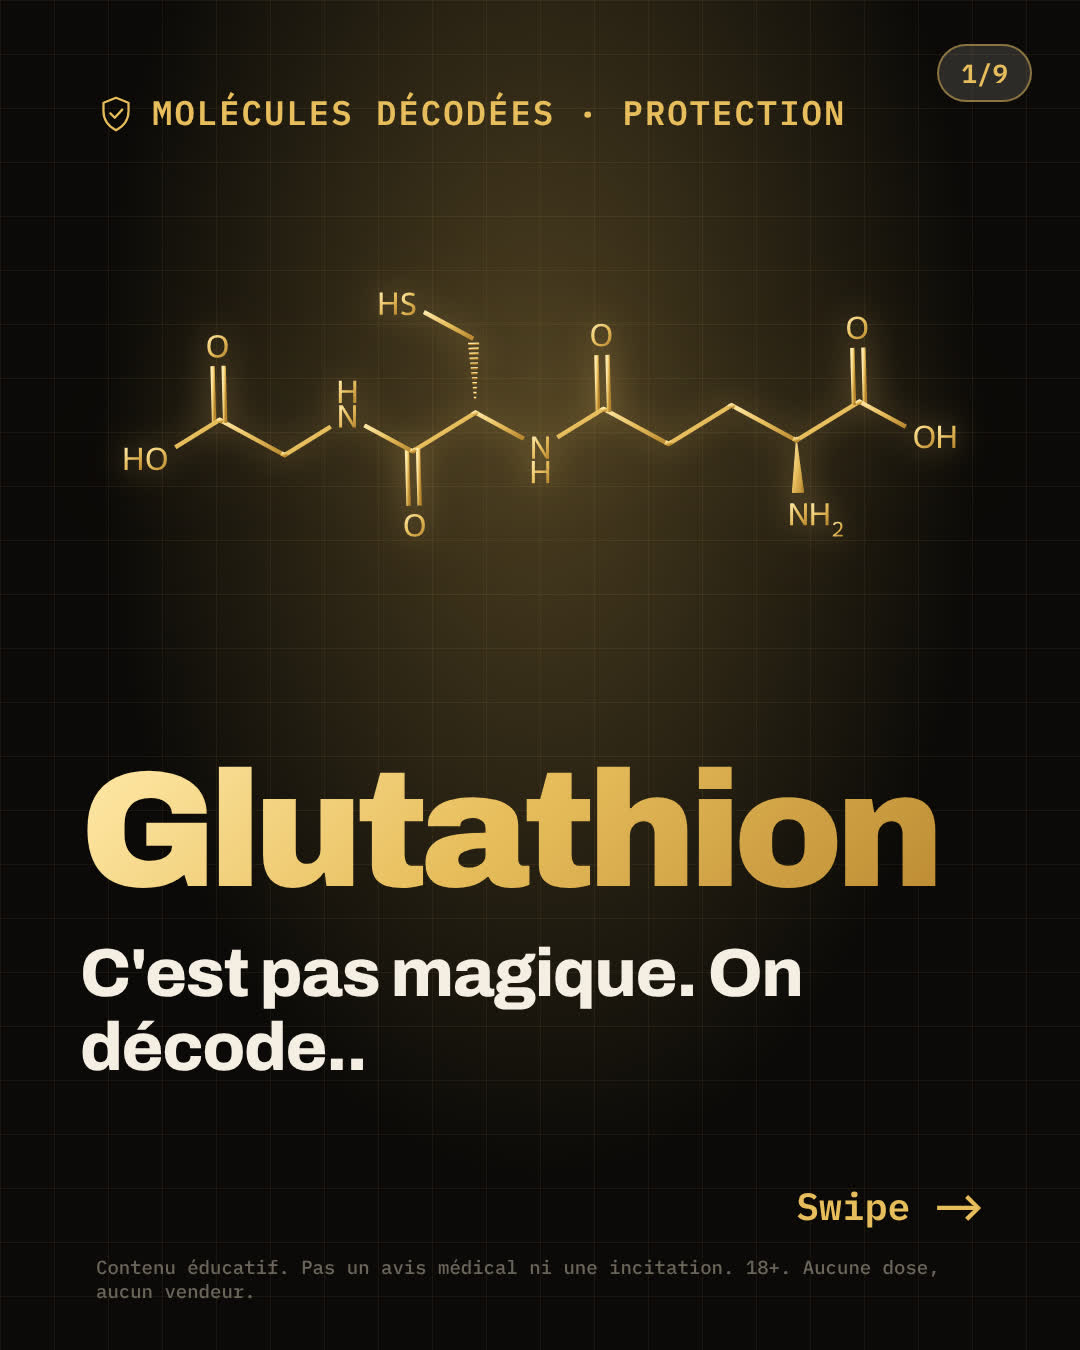 1/9
MOLÉCULES DÉCODÉES · PROTECTION
HS
O
O
O
H
N
HO
OH
N
H
NH2
O
Glutathion
C'est pas magique. On
décode..
Swipe →
Contenu éducatif. Pas un avis médical ni une incitation. 18+. Aucune dose,
aucun vendeur.